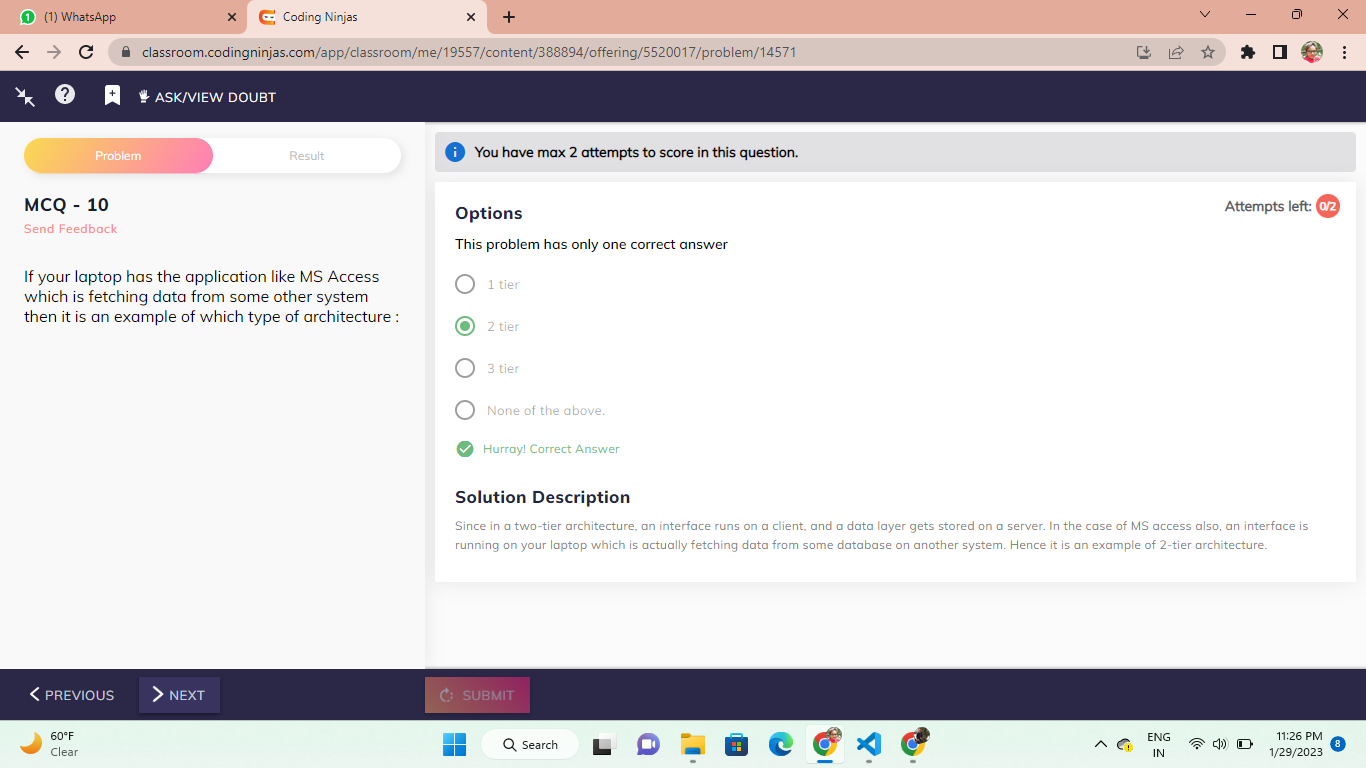 (1) WhatsApp
Coding Ninjas
classroom.codingninjas.com/app/classroom/me/19557/content/388894/offering/5520017/problem/14571
ASK/VIEW DOUBT
Problem
Result
MCQ - 10
Send Feedback
If your laptop has the application like MS Access
which is fetching data from some other system
then it is an example of which type of architecture :
You have max 2 attempts to score in this question.
Options
Attempts left: 0/2
This problem has only one correct answer
1 tier
2 tier
3 tier
None of the above.
Hurray! Correct Answer
Solution Description
Since in a two-tier architecture, an interface runs on a client, and a data layer gets stored on a server. In the case of MS access also, an interface is
running on your laptop which is actually fetching data from some database on another system. Hence it is an example of 2-tier architecture.
PREVIOUS
NEXT
SUBMIT
60°F
Clear
Search
ENG
IN
11:26 PM
1/29/2023
8